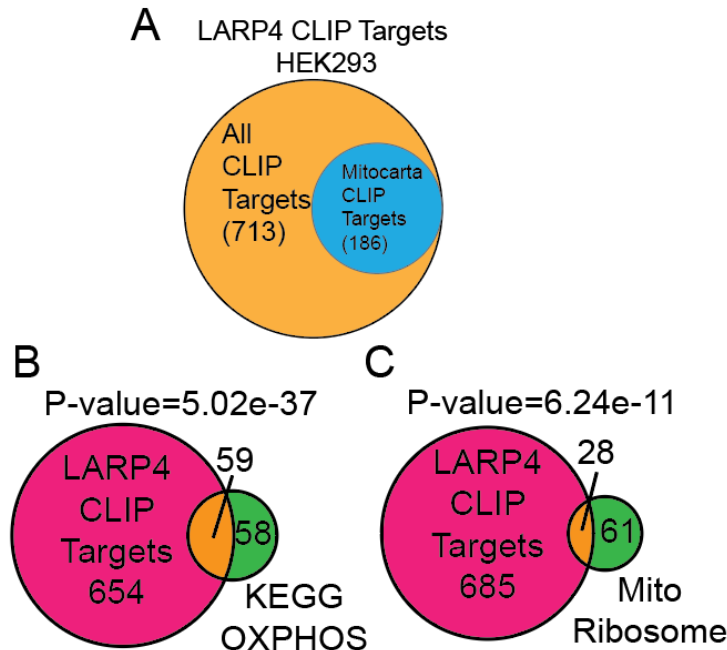 A
LARP4 CLIP Targets
HEK293
All
CLIP
Targets
(713)
Mitocarta
CLIP
Targets
(186)
B
P-value=5.02e-37
LARP4
CLIP
Targets
654
59
58
KEGG
OXPHOS
C
P-value=6.24e-11
LARP4
CLIP
Targets
685
28
61
Mito
Ribosome